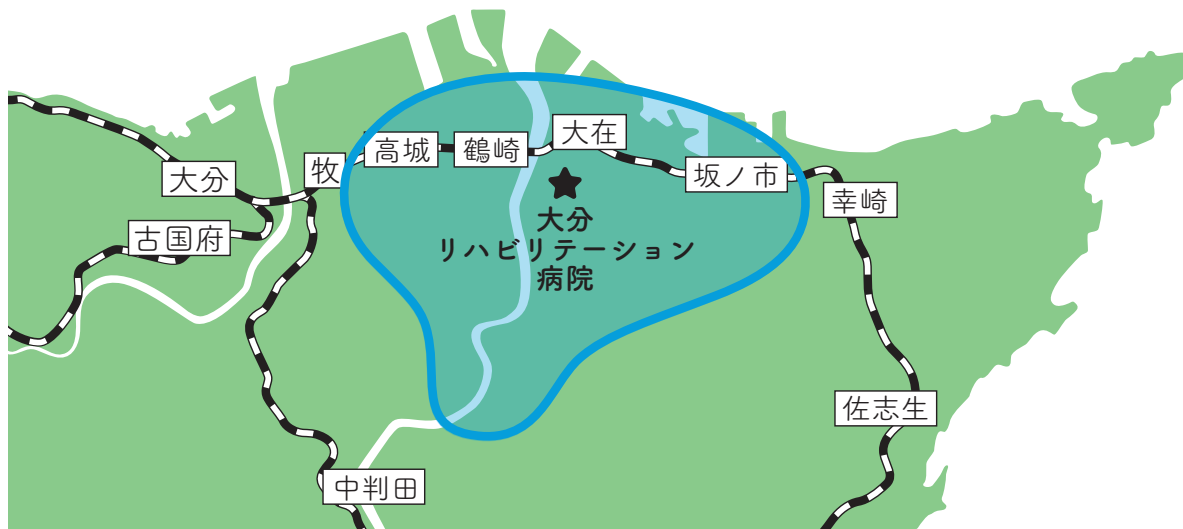 大在
高城
鶴崎
牧
大分
坂ノ市
幸崎
古国府
大分
リハビリテーション
病院
佐志生
中判田